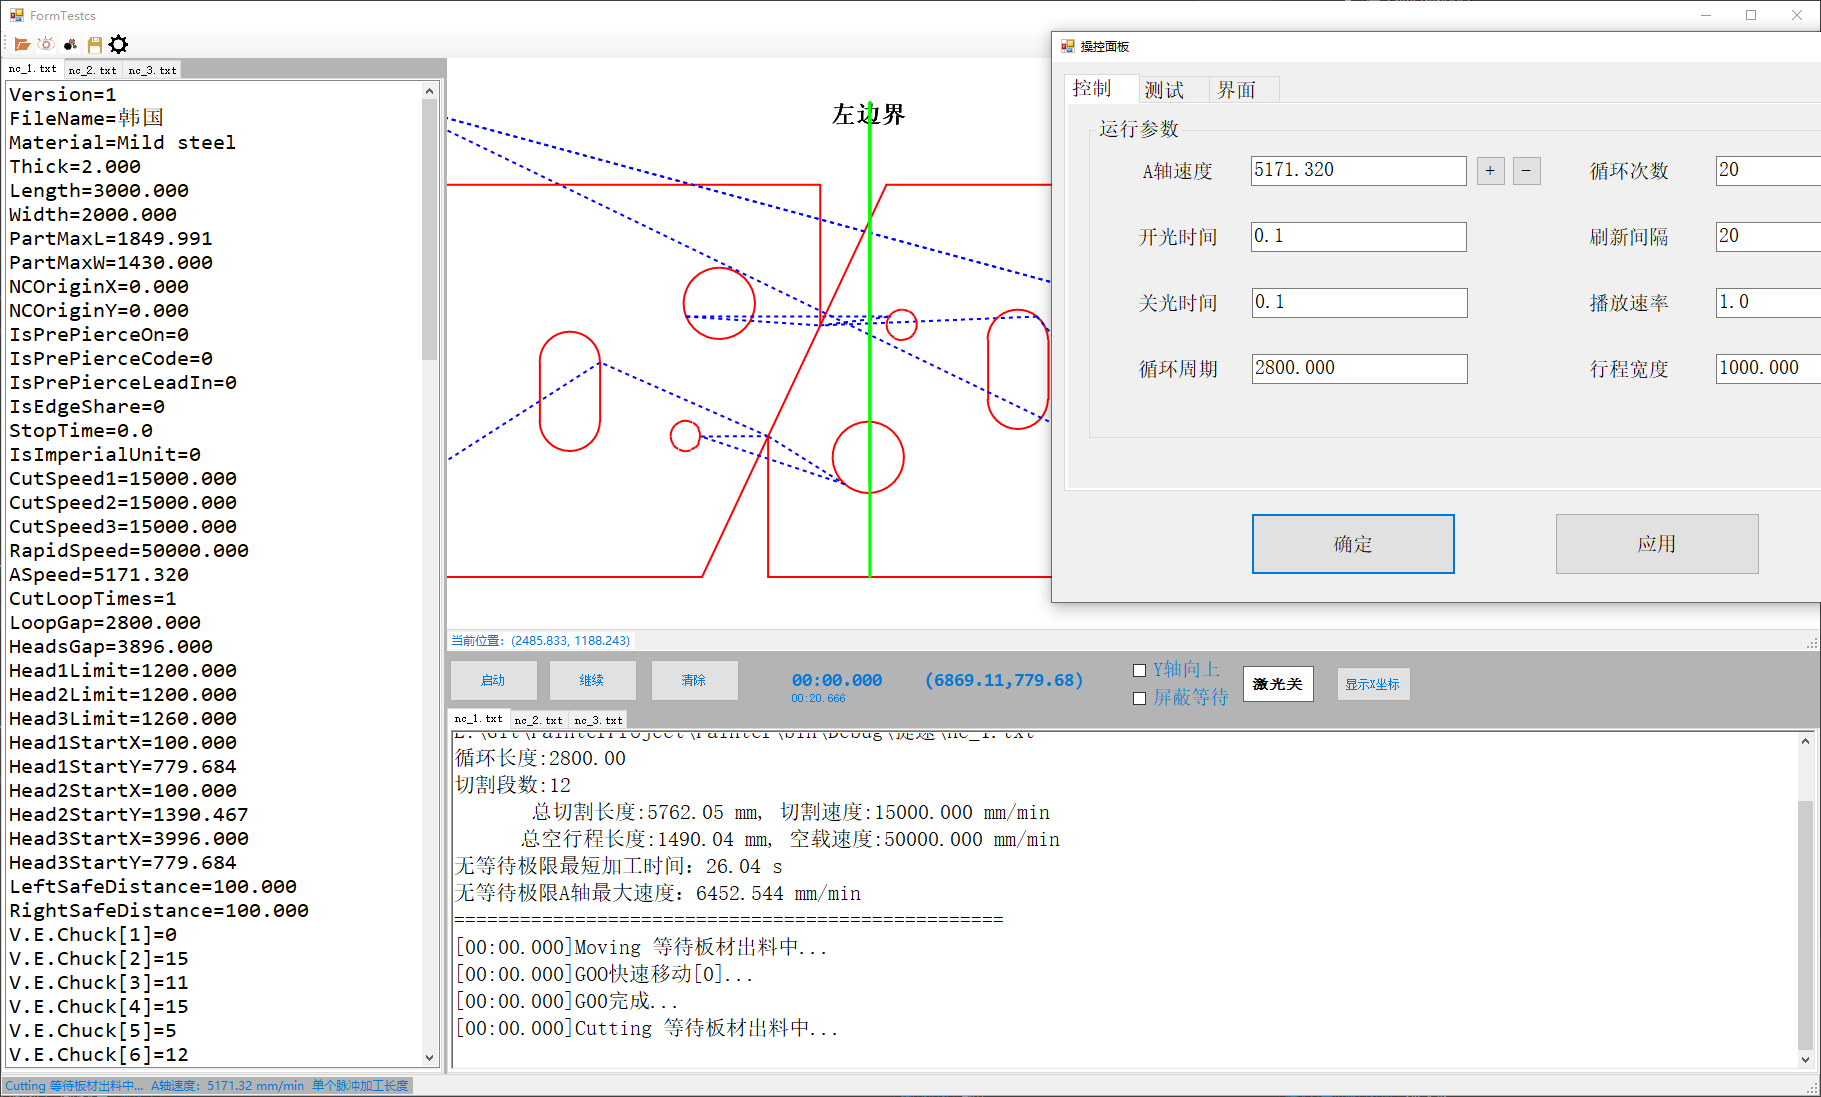 FormTestcs
nc_1.txt nc_2.txt nc_3.txt
Version=1
FileName=韩国
Material=Mild steel
Thick=2.000
Length=3000.000
Width=2000.000
PartMaxL=1849.991
PartMaxW=1430.000
NCOriginX=0.000
NCOriginY=0.000
IsPrePierceOn=0
IsPrePierceCode=0
IsPrePierceLeadIn=0
IsEdgeShare=0
StopTime=0.0
IsImperialUnit=0
CutSpeed1=15000.000
CutSpeed2=15000.000
CutSpeed3=15000.000
RapidSpeed=50000.000
ASpeed=5171.320
CutLoopTimes=1
LoopGap=2800.000
HeadsGap=3896.000
Head1Limit=1200.000
Head2Limit=1200.000
Head3Limit=1260.000
Head1StartX=100.000
Head1StartY=779.684
Head2StartX=100.000
Head2StartY=1390.467
Head3StartX=3996.000
Head3StartY=779.684
LeftSafeDistance=100.000
RightSafeDistance=100.000
V.E.Chuck[1]=0
V.E.Chuck[2]=15
V.E.Chuck[3]=11
V.E.Chuck[4]=15
V.E.Chuck[5]=5
V.E.Chuck[6]=12
左边界
操控面板
控制 测试 界面
运行参数
A轴速度 5171.320 + − 循环次数 20
开光时间 0.1 刷新间隔 20
关光时间 0.1 播放速率 1.0
循环周期 2800.000 行程宽度 1000.000
确定 应用
当前位置: (2485.833, 1188.243)
启动 继续 清除 00:00.000 (6869.11,779.68) Y轴向上 激光关 显示X坐标
00:20.666 屏蔽等待
nc_1.txt nc_2.txt nc_3.txt
E:\Git\PainterProject\Painter\bin\Debug\提速\nc_1.txt
循环长度:2800.00
切割段数:12
总切割长度:5762.05 mm, 切割速度:15000.000 mm/min
总空行程长度:1490.04 mm, 空载速度:50000.000 mm/min
无等待极限最短加工时间: 26.04 s
无等待极限A轴最大速度: 6452.544 mm/min
==================================================
[00:00.000]Moving 等待板材出料中...
[00:00.000]G00快速移动[0]...
[00:00.000]G00完成...
[00:00.000]Cutting 等待板材出料中...
Cutting 等待板材出料中... A轴速度: 5171.32 mm/min 单个脉冲加工长度